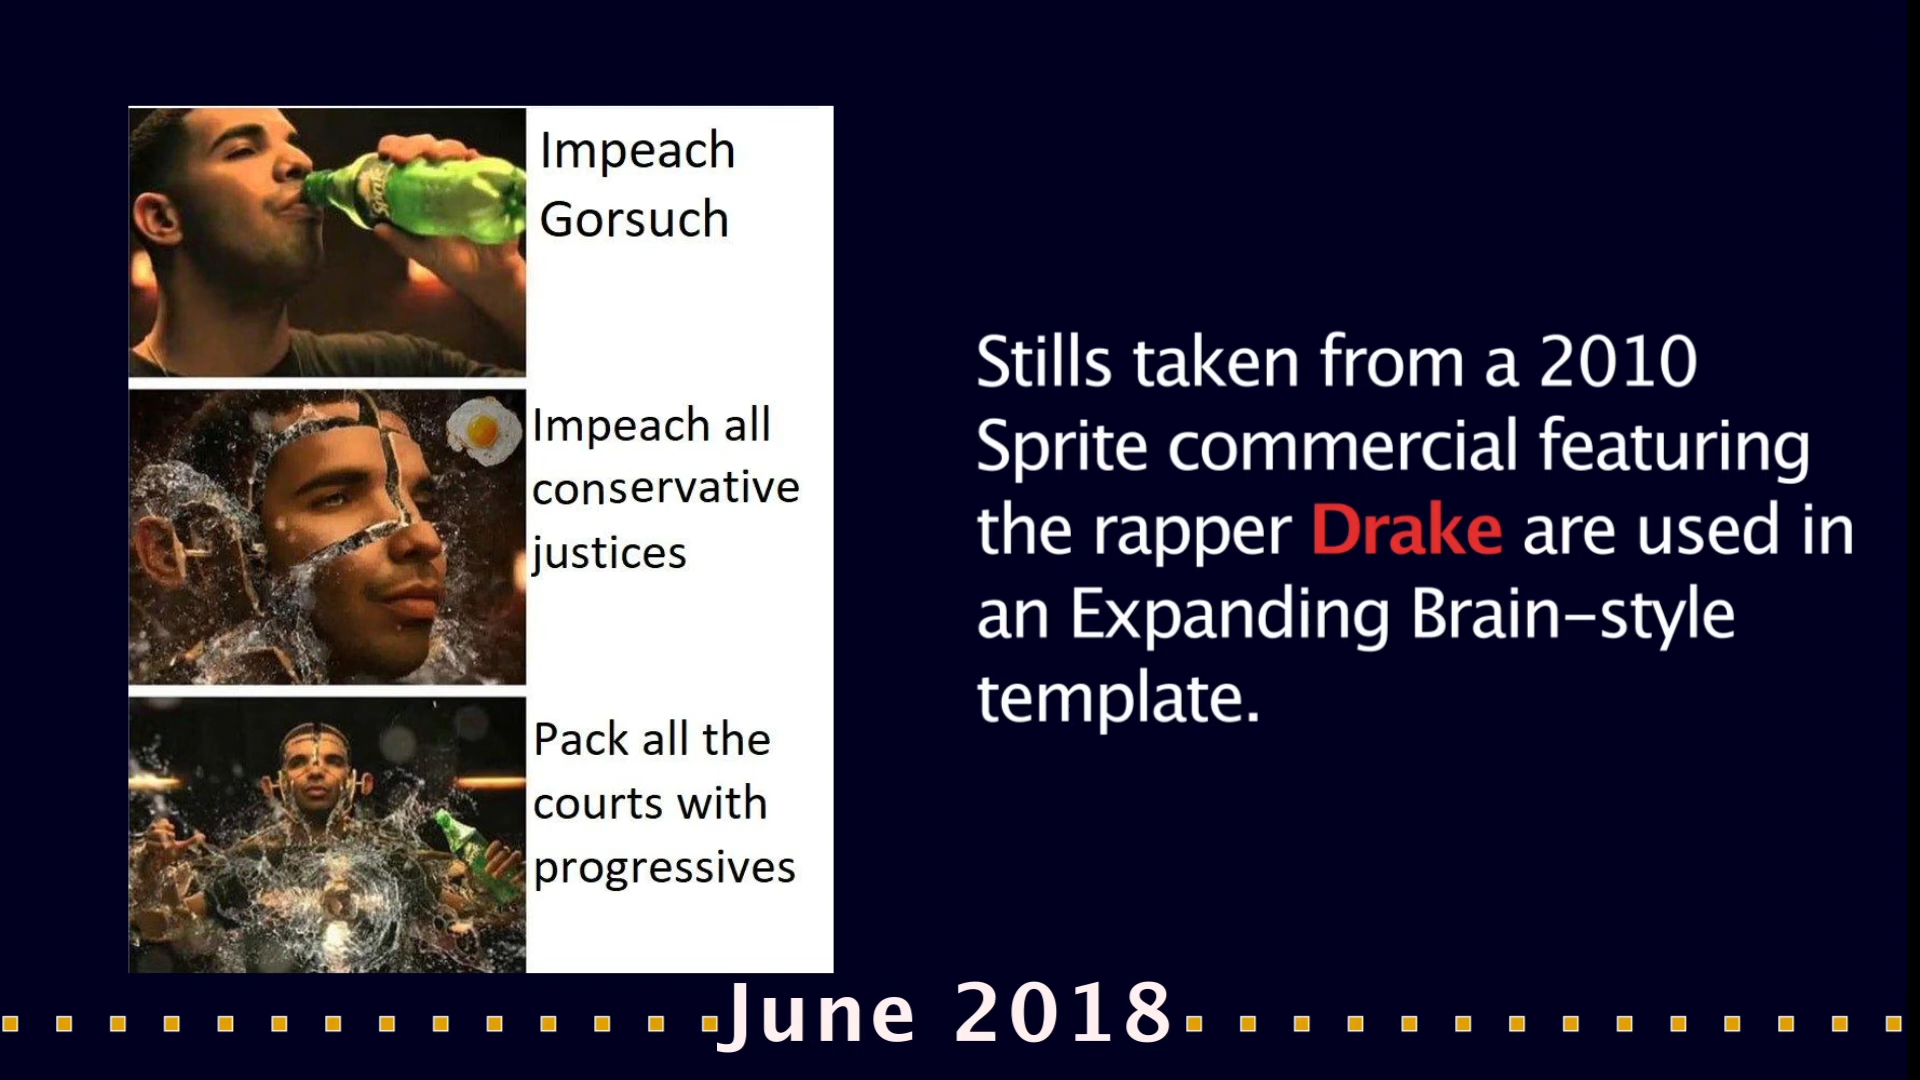 Impeach
Gorsuch
Impeach all
conservative
justices
Pack all the
courts with
progressives
Stills taken from a 2010
Sprite commercial featuring
the rapper Drake are used in
an Expanding Brain–style
template.
June 2018
Sprite